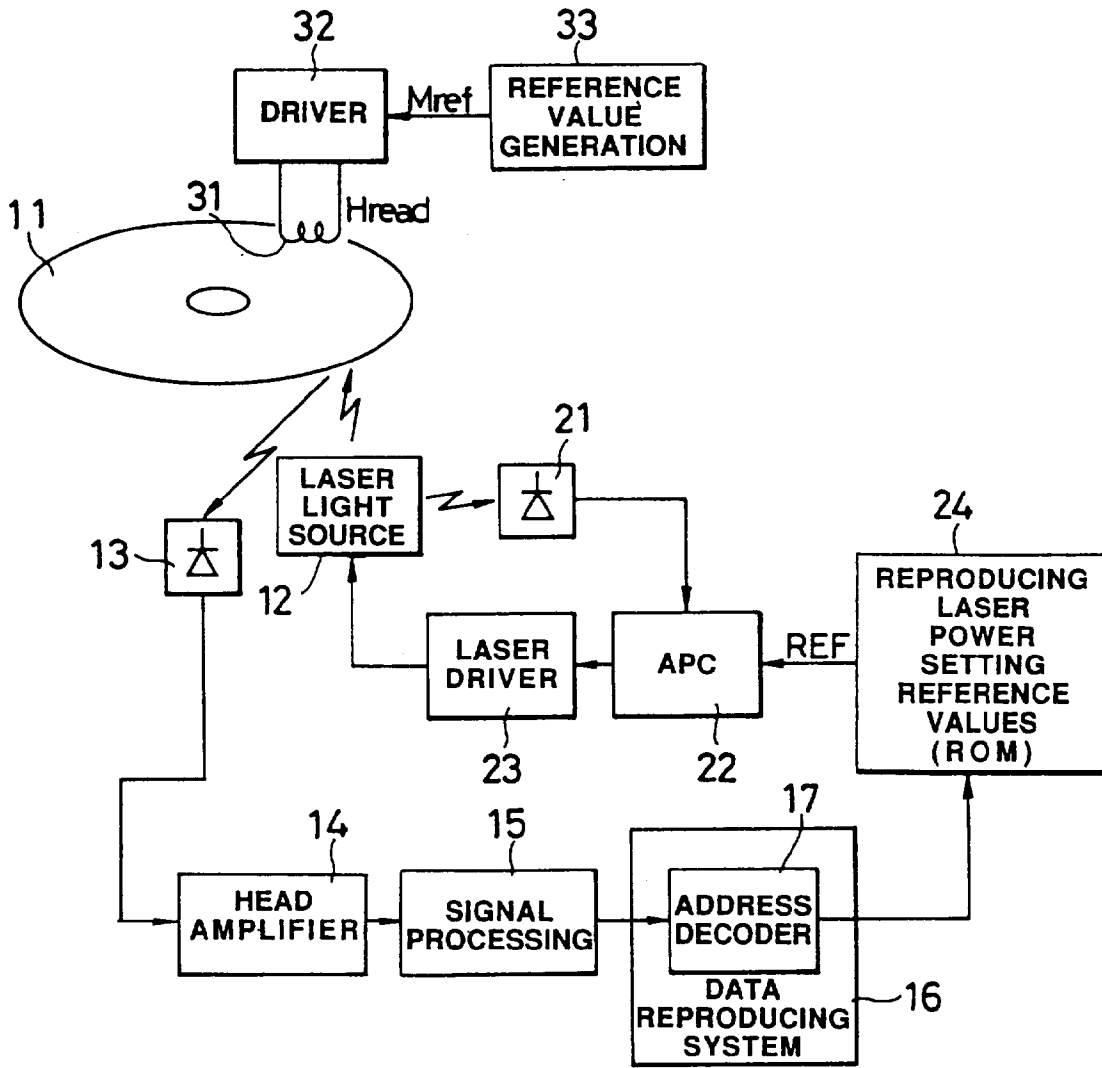 32
33
DRIVER
Mref
REFERENCE
VALUE
GENERATION
31
Hread
11
21
LASER
LIGHT
SOURCE
13
12
24
REPRODUCING
LASER
POWER
SETTING
REFERENCE
VALUES
(ROM)
LASER
DRIVER
APC
REF
23
22
17
14
15
HEAD
AMPLIFIER
SIGNAL
PROCESSING
ADDRESS
DECODER
DATA
REPRODUCING
SYSTEM
16